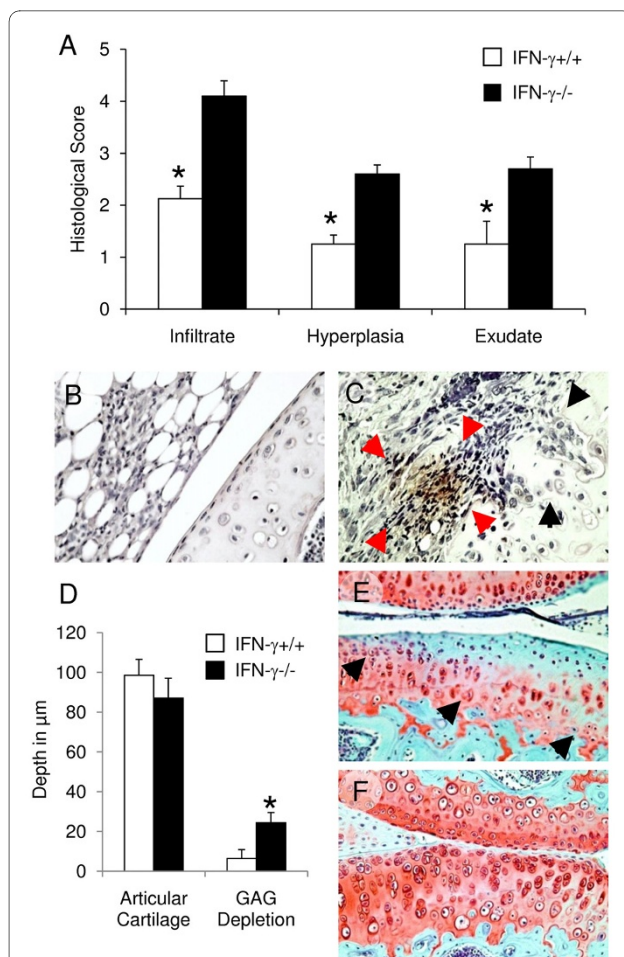 A
5
4
3
2
1
0
Histological Score
IFN-γ+/+
IFN-γ-/-
*
*
*
Infiltrate Hyperplasia Exudate
B
C
D
120
100
80
60
40
20
0
Depth in µm
IFN-γ+/+
IFN-γ-/-
*
Articular
Cartilage
GAG
Depletion
E
F